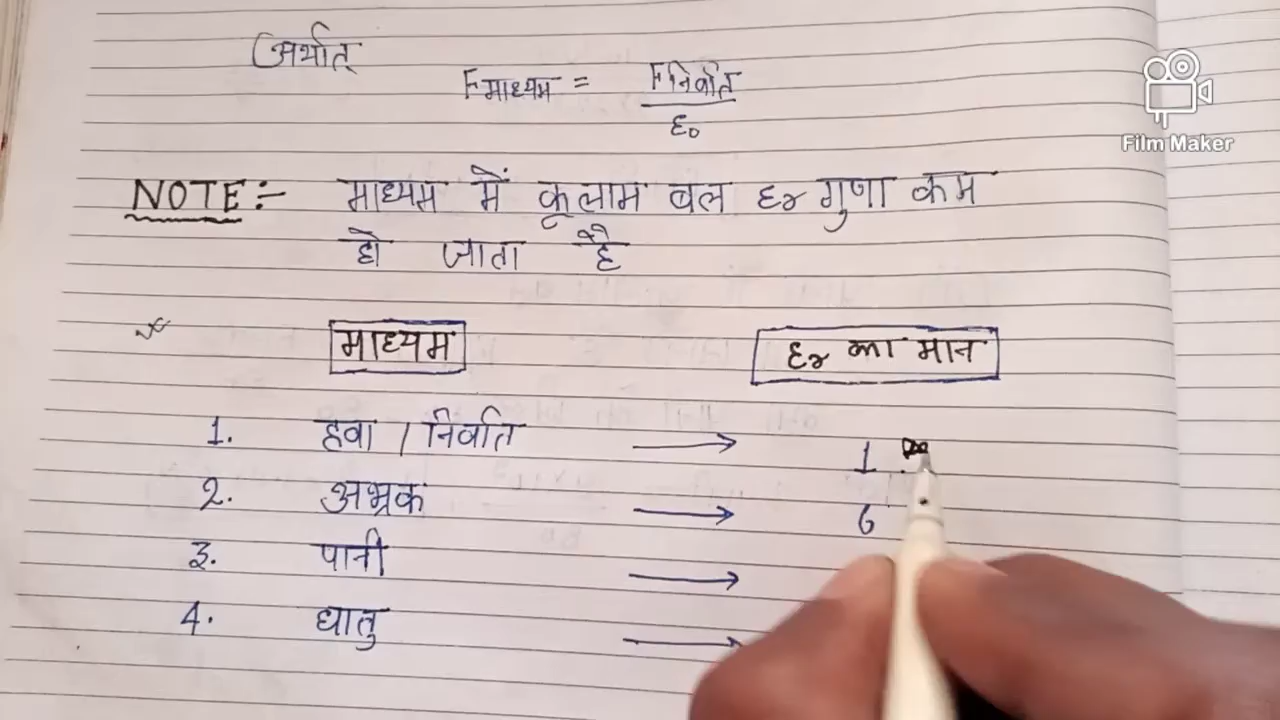 अर्थात्
Fमाध्यम = Fनिर्वात / ε₀
Film Maker
NOTE:- माध्यम में कूलाम बल εr गुणा कम
हो जाता है
माध्यम εr का मान
1. हवा / निर्वात → 1
2. अभ्रक → 6
3. पानी →
4. धातु →